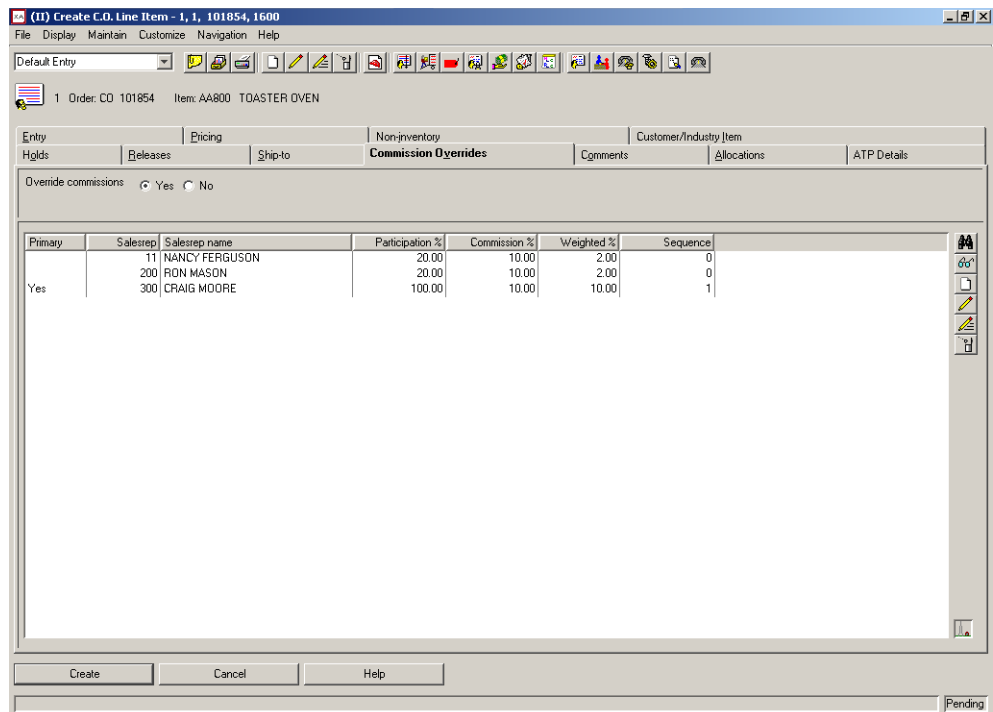 XA (II) Create C.O. Line Item - 1, 1, 101854, 1600
File Display Maintain Customize Navigation Help
Default Entry
1 Order: CO 101854 Item: AA800 TOASTER OVEN
Entry Pricing Non-inventory Customer/Industry Item
Holds Releases Ship-to Commission Overrides Comments Allocations ATP Details
Override commissions Yes No
Primary Salesrep Salesrep name Participation % Commission % Weighted % Sequence
11 NANCY FERGUSON 20.00 10.00 2.00 0
200 RON MASON 20.00 10.00 2.00 0
Yes 300 CRAIG MOORE 100.00 10.00 10.00 1
Create Cancel Help
Pending